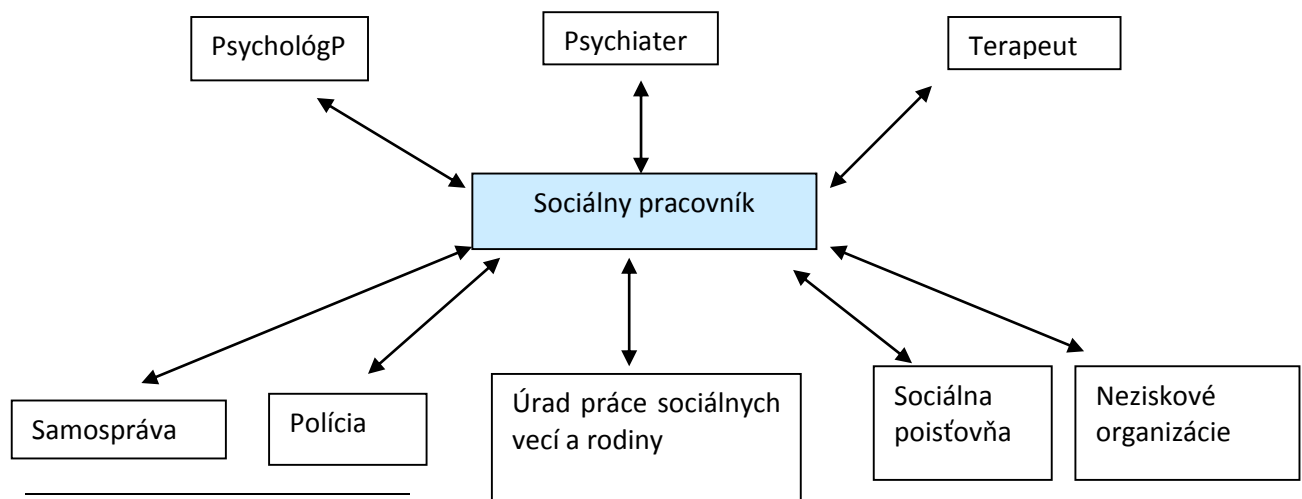 PsychológP
Psychiater
Terapeut
Sociálny pracovník
Samospráva
Polícia
Úrad práce sociálnych
vecí a rodiny
Sociálna
poisťovňa
Neziskové
organizácie